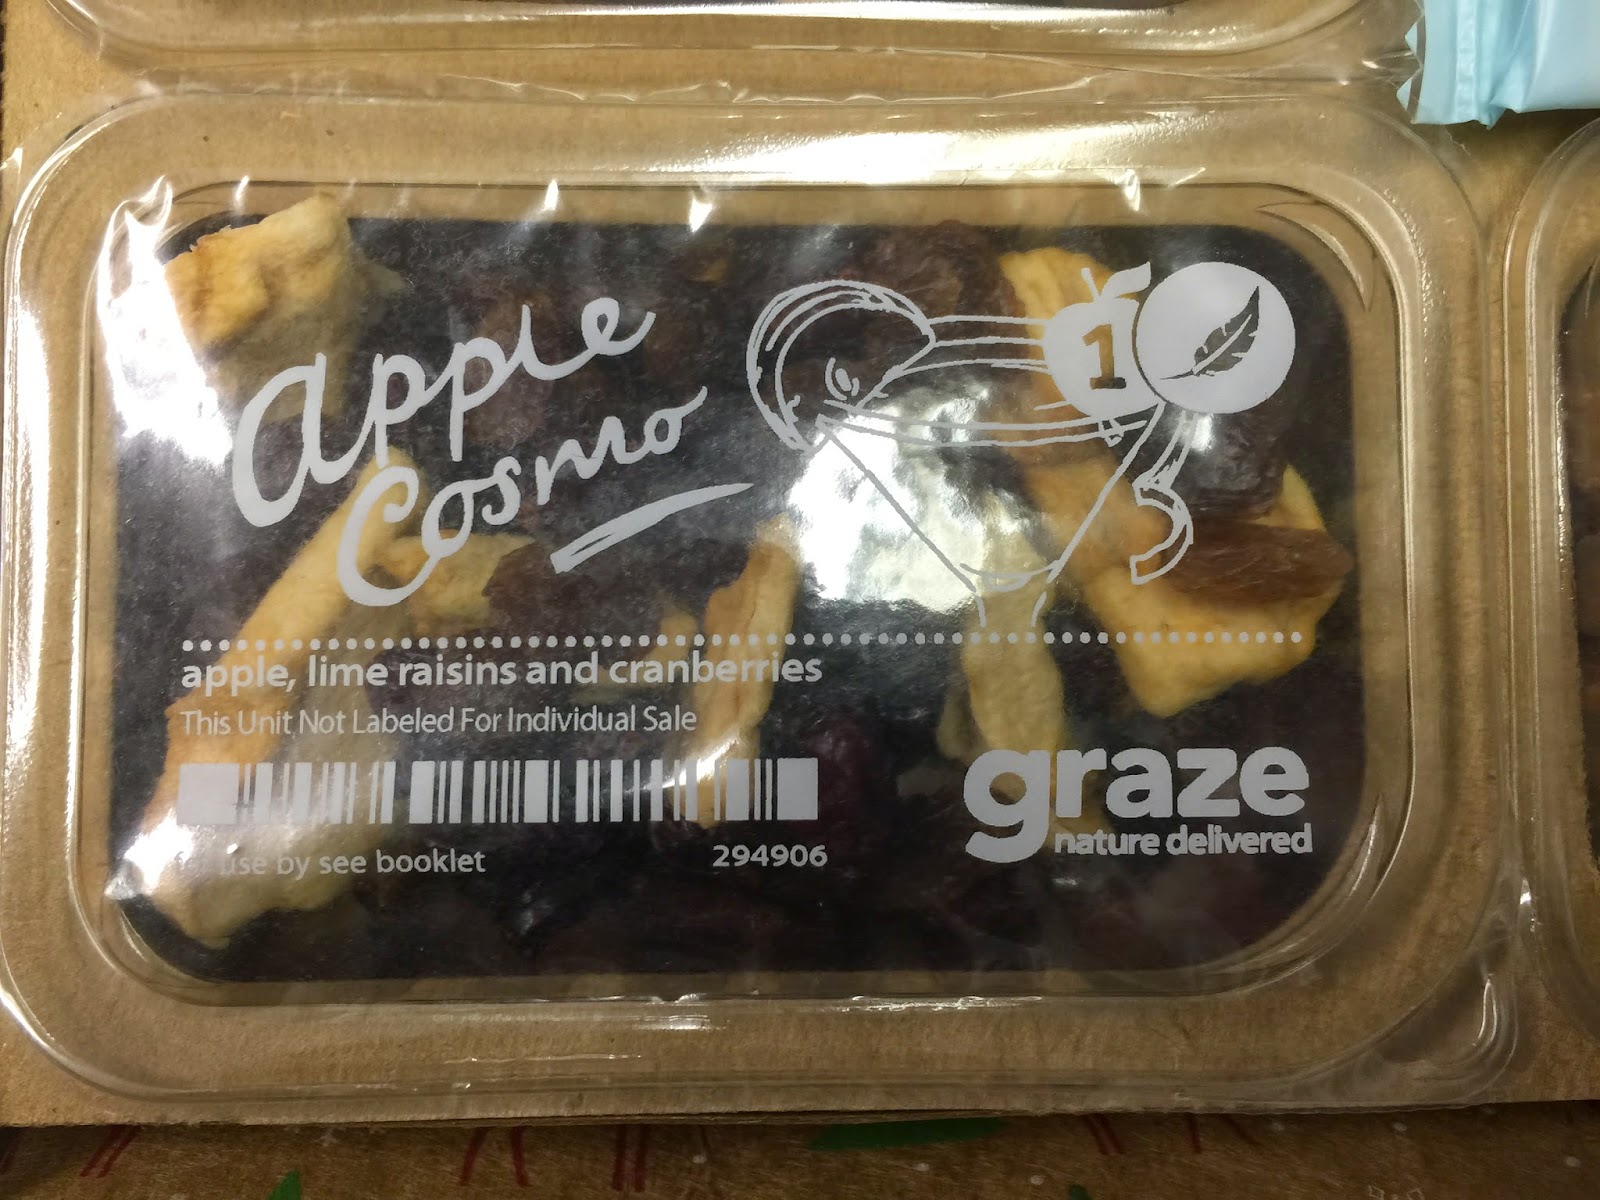 apple
Cosmo
1
apple, lime raisins and cranberries
This Unit Not Labeled For Individual Sale
use by see booklet
294906
graze
nature delivered